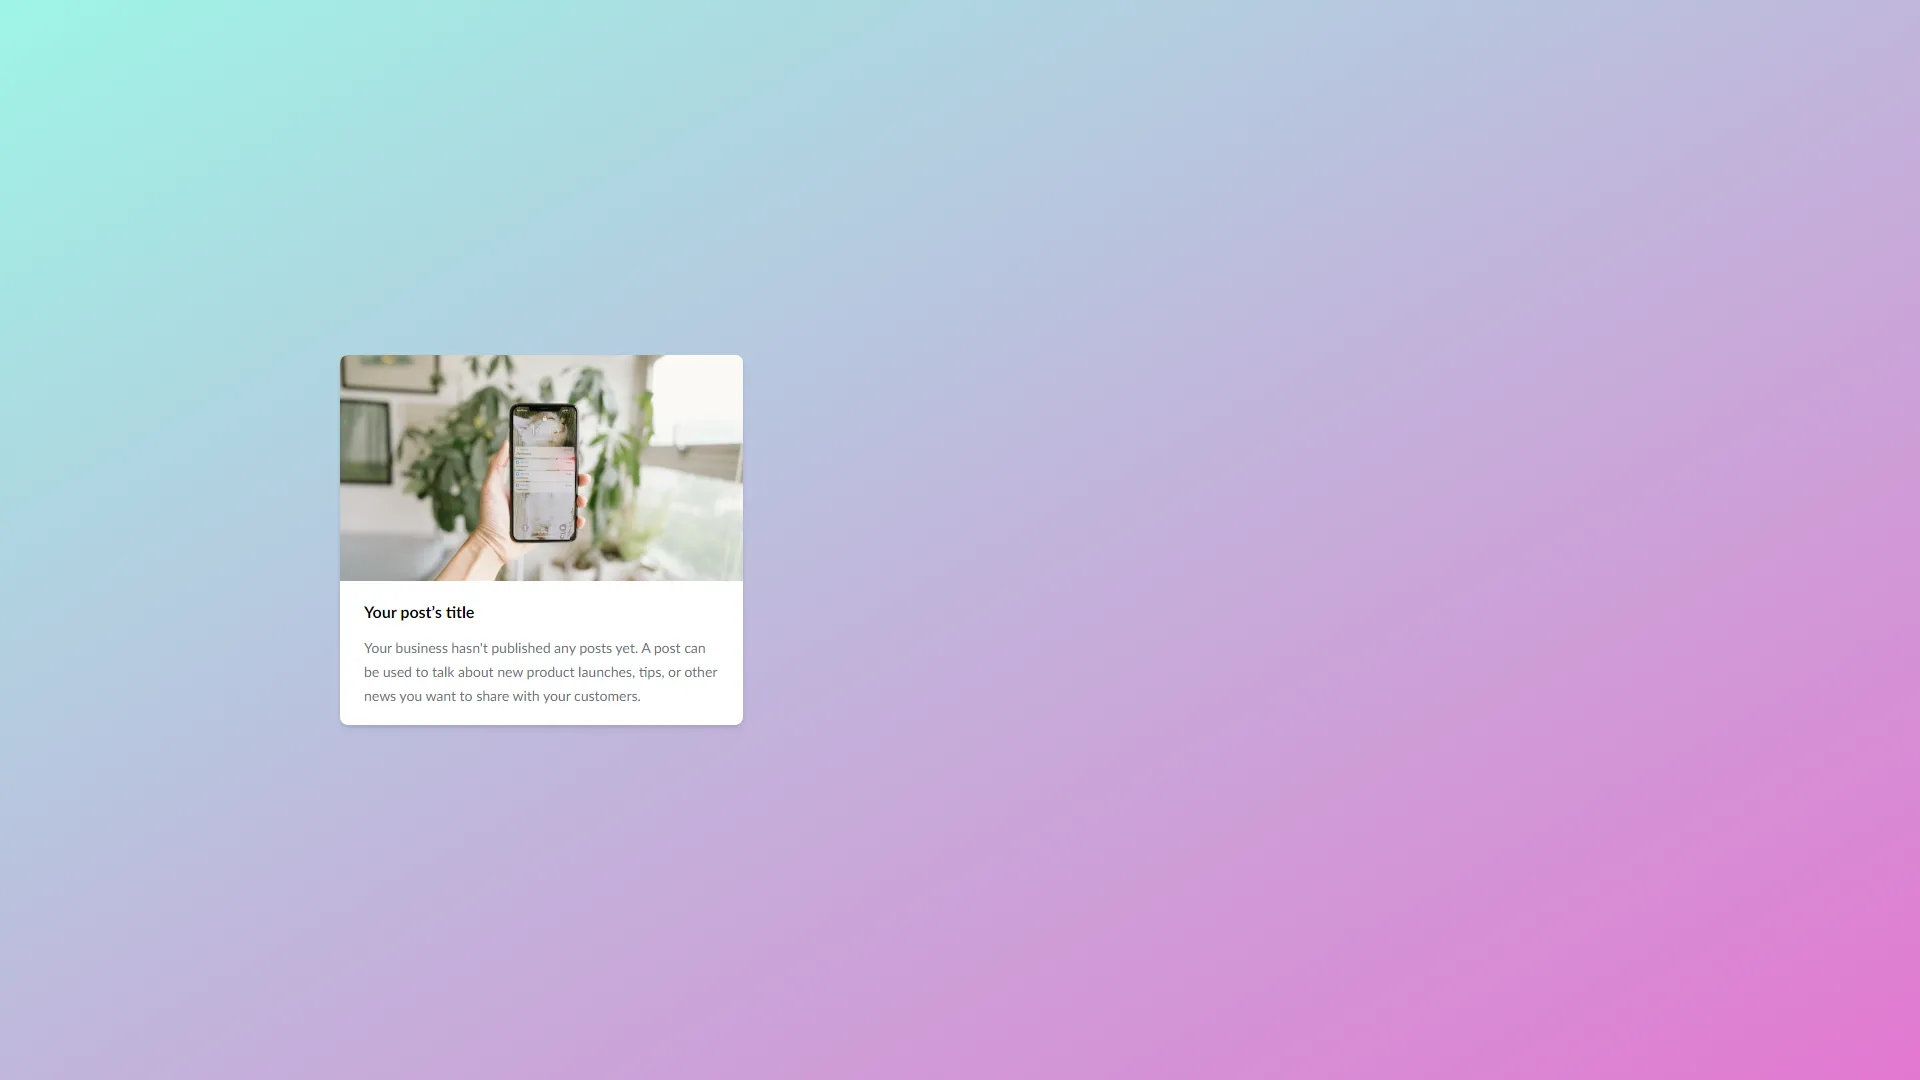 Your post’s title
Your business hasn't published any posts yet. A post can
be used to talk about new product launches, tips, or other
news you want to share with your customers.